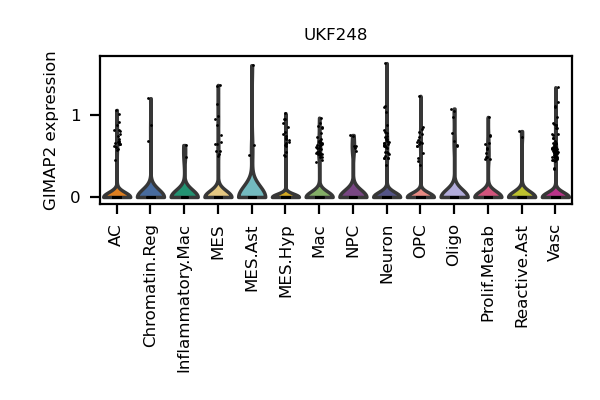 UKF248
GIMAP2 expression
1
0
AC
Chromatin.Reg
Inflammatory.Mac
MES
MES.Ast
MES.Hyp
Mac
NPC
Neuron
OPC
Oligo
Prolif.Metab
Reactive.Ast
Vasc